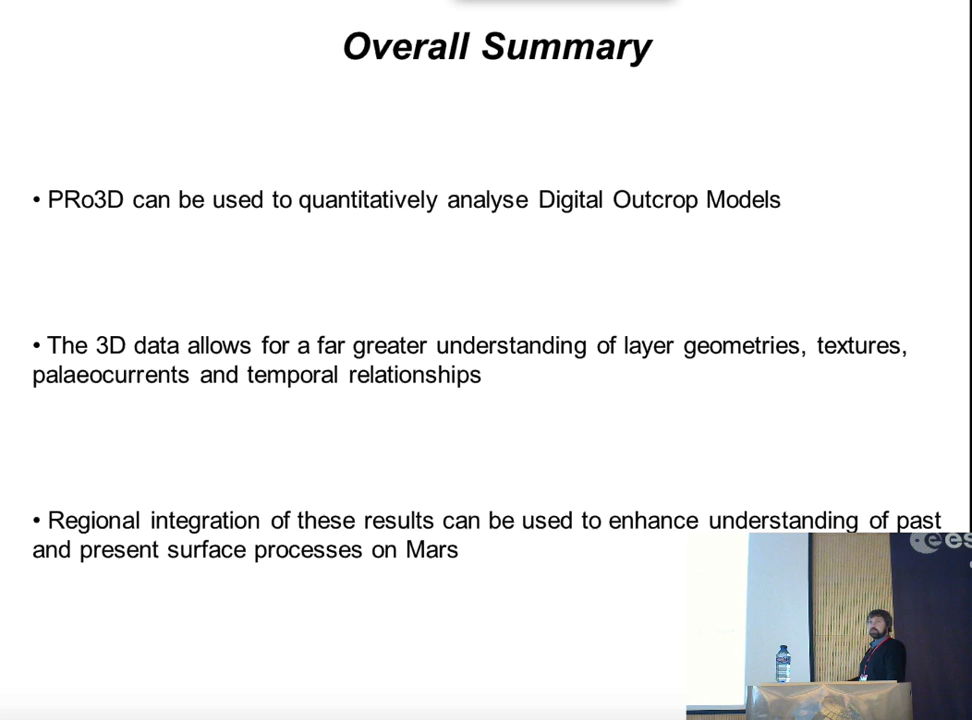 Overall Summary
• PRo3D can be used to quantitatively analyse Digital Outcrop Models
• The 3D data allows for a far greater understanding of layer geometries, textures,
palaeocurrents and temporal relationships
• Regional integration of these results can be used to enhance understanding of past
and present surface processes on Mars